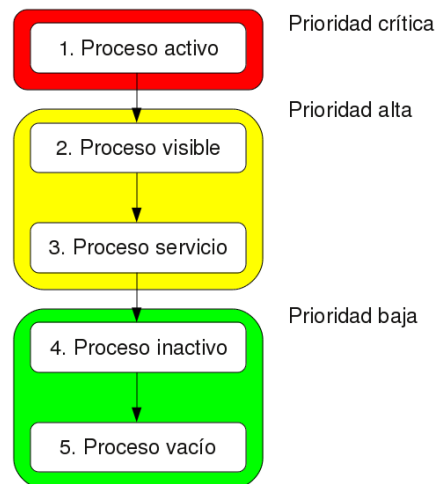 Prioridad crítica
1. Proceso activo
Prioridad alta
2. Proceso visible
3. Proceso servicio
Prioridad baja
4. Proceso inactivo
5. Proceso vacío